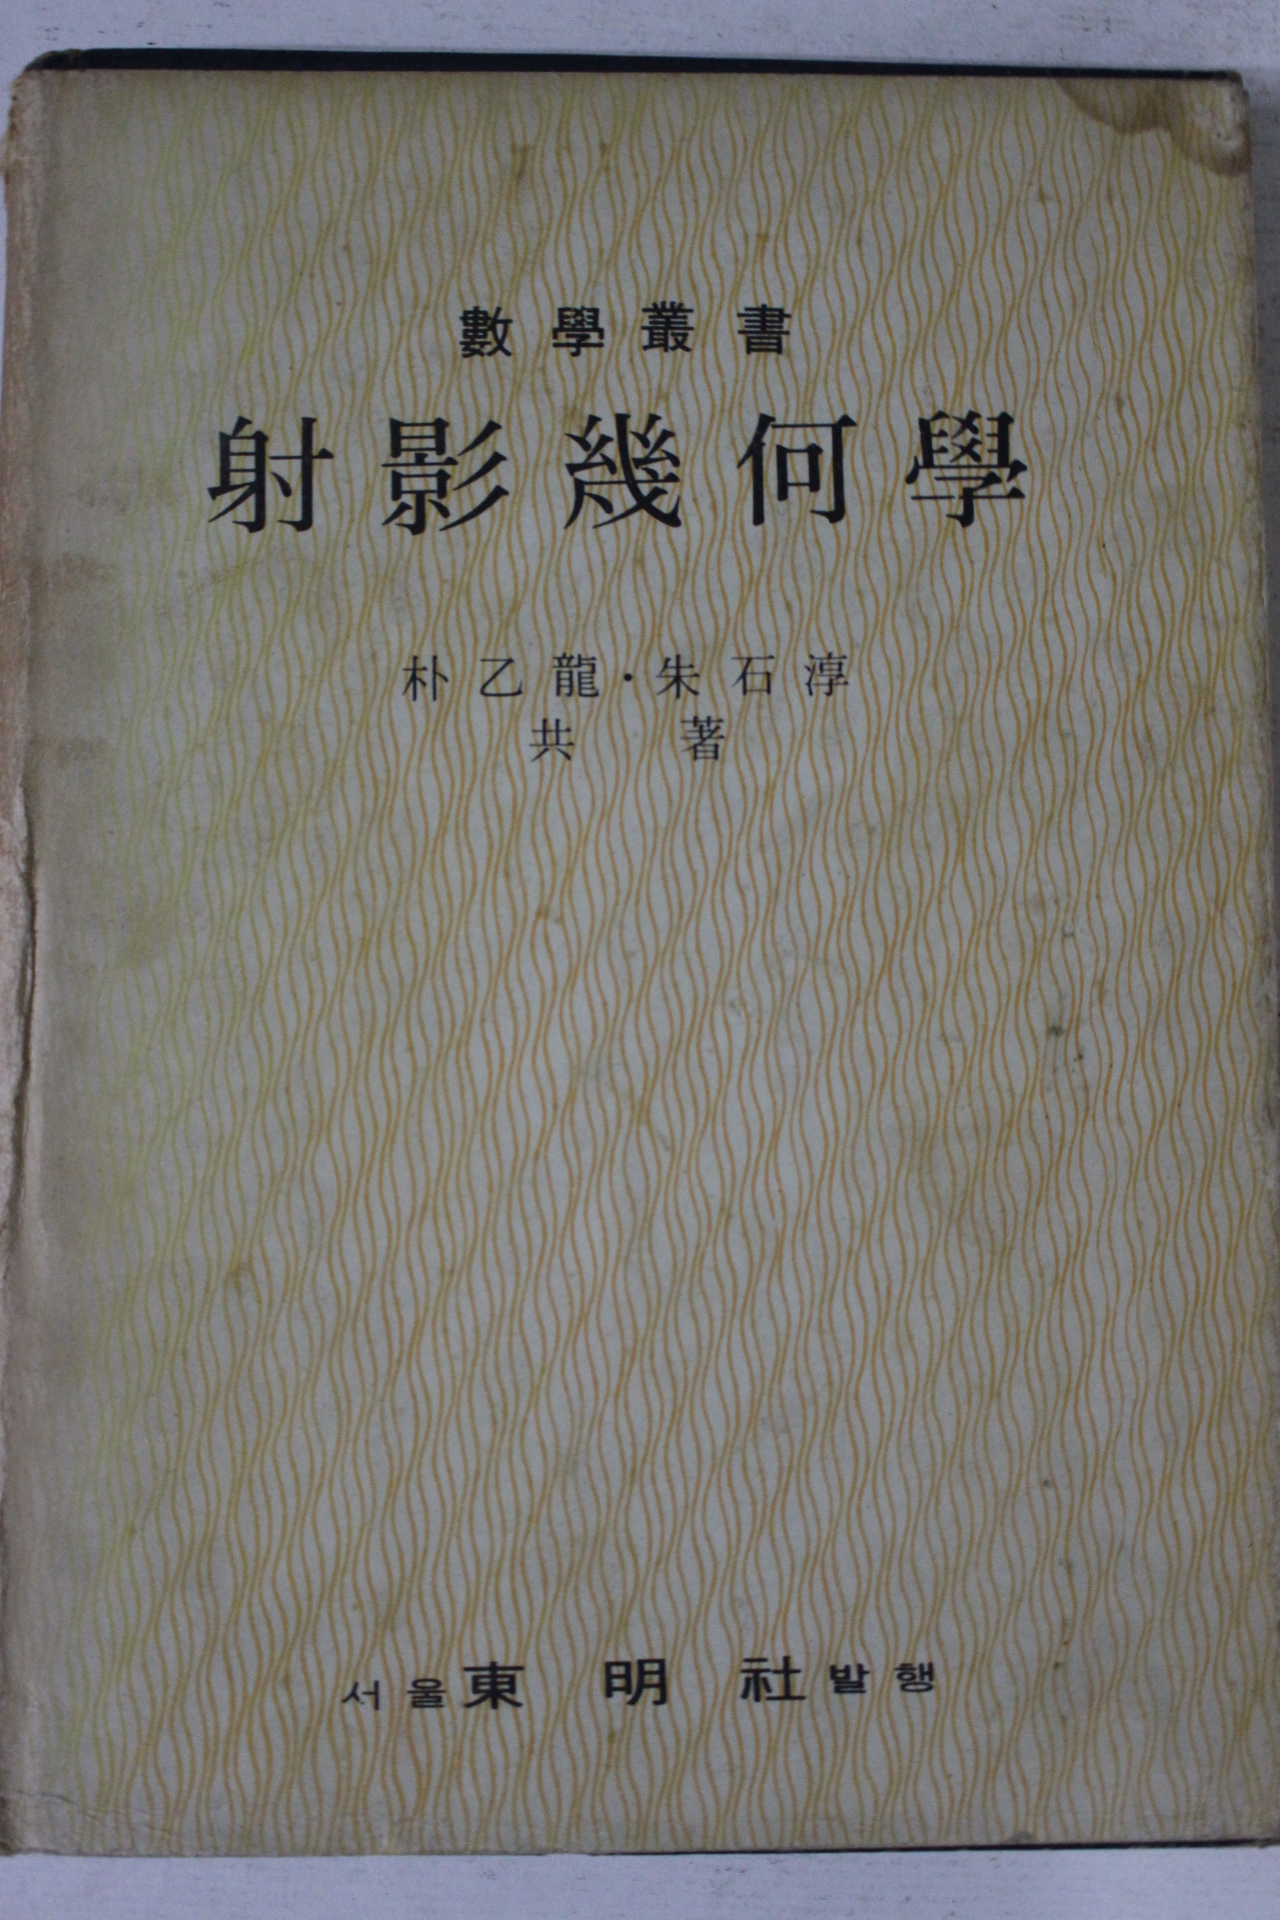 數學叢書
射影幾何學
朴乙龍·朱石淳
共著
서울 東明社 발행